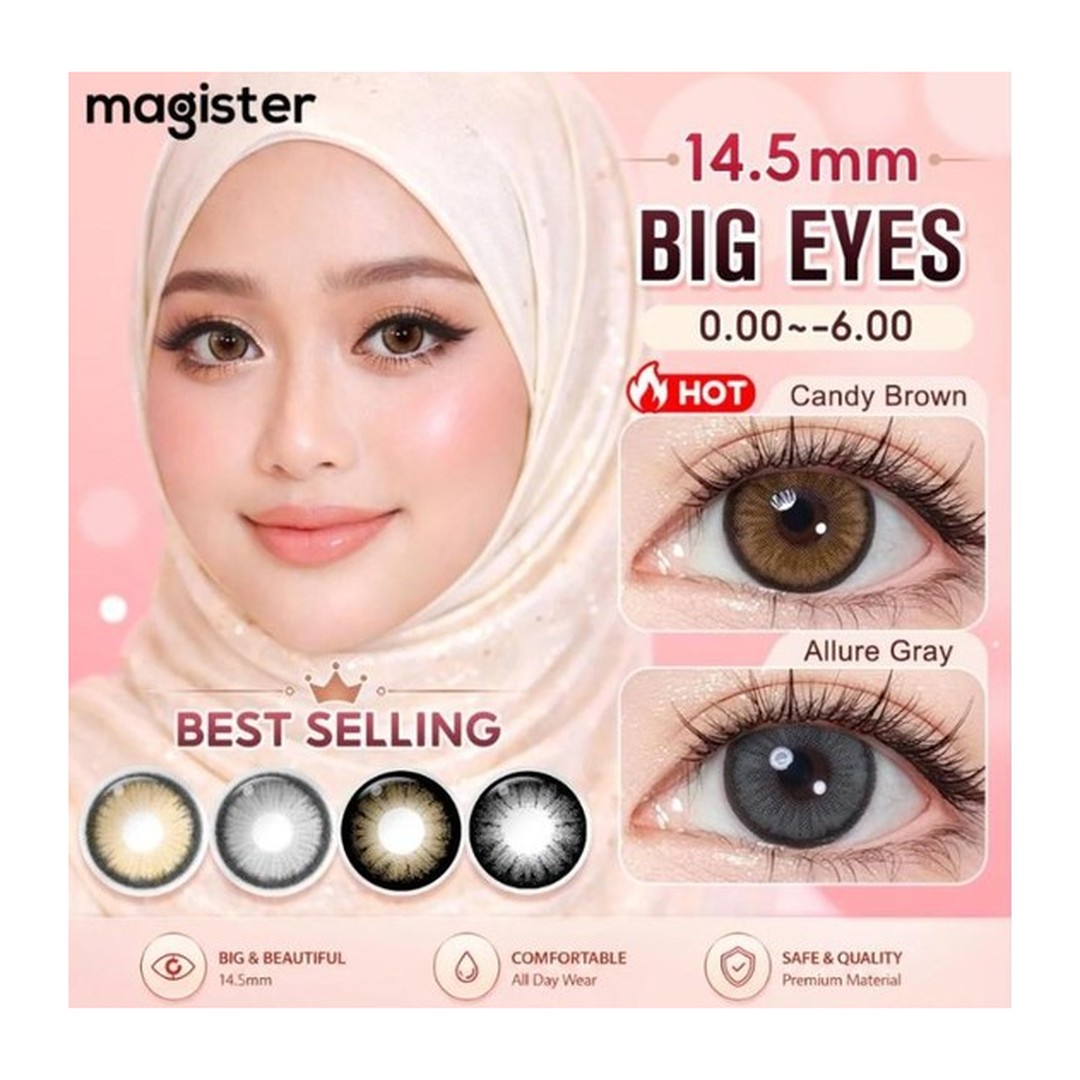 magister
14.5mm
BIG EYES
0.00~-6.00
HOT
Candy Brown
Allure Gray
BEST SELLING
BIG & BEAUTIFUL
14.5mm
COMFORTABLE
All Day Wear
SAFE & QUALITY
Premium Material